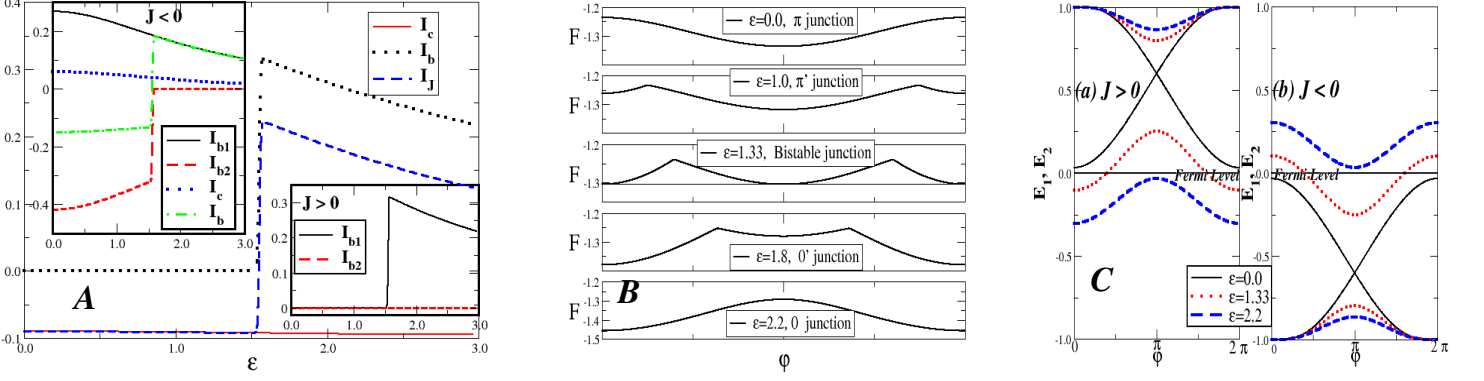 0.4
0.3
0.2
0.1
0.0
-0.1
0.0
1.0
2.0
3.0
ε
A
I_c
I_b
I_J
J < 0
0.2
0
-0.2
-0.4
0.0
1.0
2.0
3.0
I_b1
I_b2
I_c
I_b
J > 0
0.3
0.2
0.1
0
0.0
1.0
2.0
3.0
I_b1
I_b2
-1.2
-1.3
F
ε=0.0, π junction
-1.2
-1.3
F
ε=1.0, π' junction
-1.2
-1.3
F
ε=1.33, Bistable junction
-1.2
-1.3
F
ε=1.8, 0' junction
-1.2
-1.3
-1.4
-1.5
F
B
ε=2.2, 0 junction
φ
1.0
0.5
0.0
-0.5
-1.0
E_1, E_2
(a) J > 0
Fermi Level
C
0
π
2 π
φ
1.0
0.5
0.0
-0.5
-1.0
E_1, E_2
(b) J < 0
Fermi Level
ε=0.0
ε=1.33
ε=2.2
0
π
2 π
φ